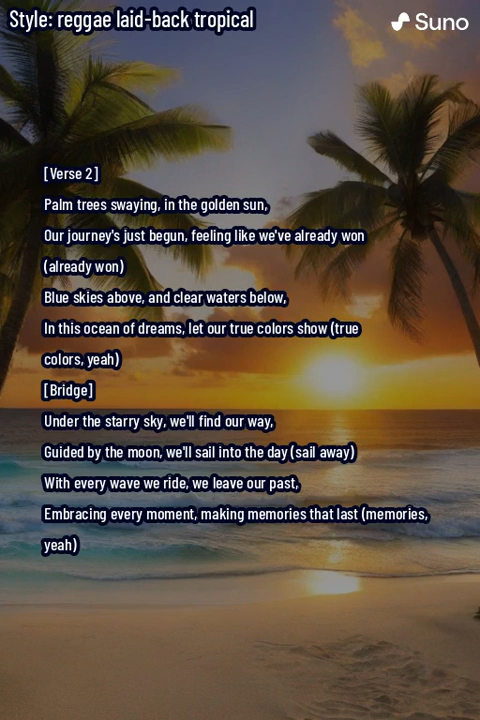 Style: reggae laid-back tropical
Suno
[Verse 2]
Palm trees swaying, in the golden sun,
Our journey's just begun, feeling like we've already won
(already won)
Blue skies above, and clear waters below,
In this ocean of dreams, let our true colors show (true
colors, yeah)
[Bridge]
Under the starry sky, we'll find our way,
Guided by the moon, we'll sail into the day (sail away)
With every wave we ride, we leave our past,
Embracing every moment, making memories that last (memories,
yeah)